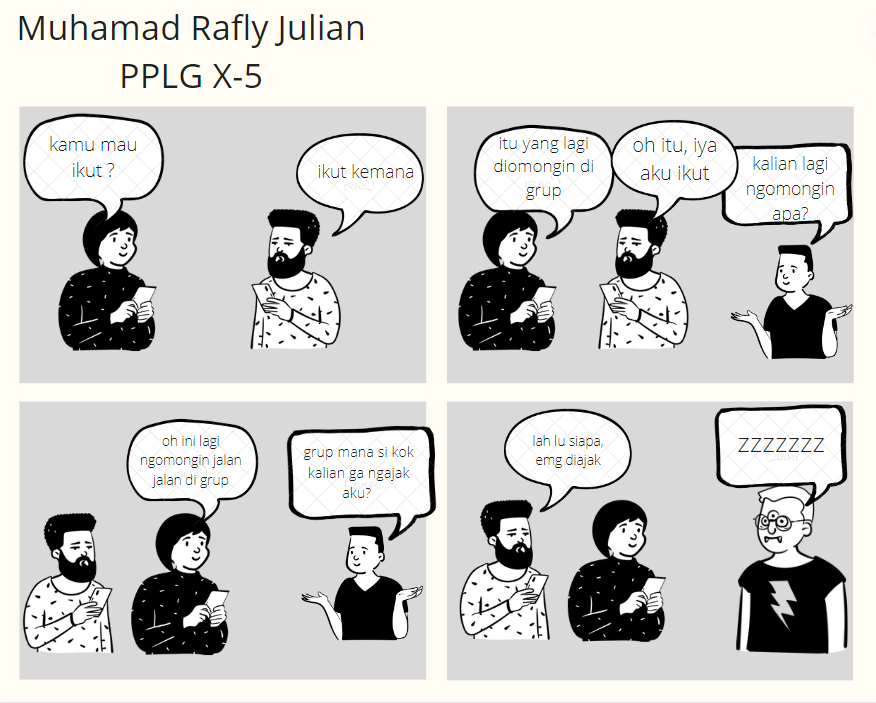 Muhamad Rafly Julian
PPLG X-5
kamu mau
ikut ?
ikut kemana
itu yang lagi
diomongin di
grup
oh itu, iya
aku ikut
kalian lagi
ngomongin
apa?
oh ini lagi
ngomongin jalan
jalan di grup
grup mana si kok
kalian ga ngajak
aku?
lah lu siapa,
emg diajak
ZZZZZZZ